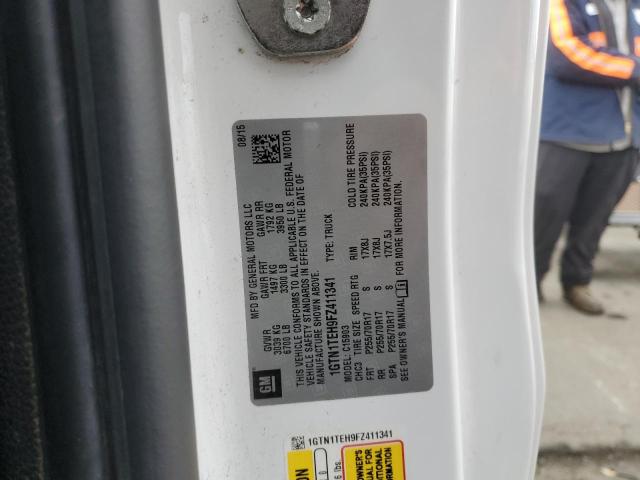 MFD BY GENERAL MOTORS LLC
08/15
GVWR GAWR FRT GAWR RR
3039 KG 1497 KG 1792 KG
6700 LB 3300 LB 3950 LB
THIS VEHICLE CONFORMS TO ALL APPLICABLE U.S. FEDERAL MOTOR
VEHICLE SAFETY STANDARDS IN EFFECT ON THE DATE OF
MANUFACTURE SHOWN ABOVE.
1GTN1TEH9FZ411341 TYPE: TRUCK
MODEL: C15903
CHC3 TIRE SIZE SPEED RTG RIM COLD TIRE PRESSURE
FRT P255/70R17 S 17X8J 240KPA(35PSI)
RR P255/70R17 S 17X8J 240KPA(35PSI)
SPA P255/70R17 S 17X7.5J 240KPA(35PSI)
SEE OWNER'S MANUAL FOR MORE INFORMATION.
GM
1GTN1TEH9FZ411341